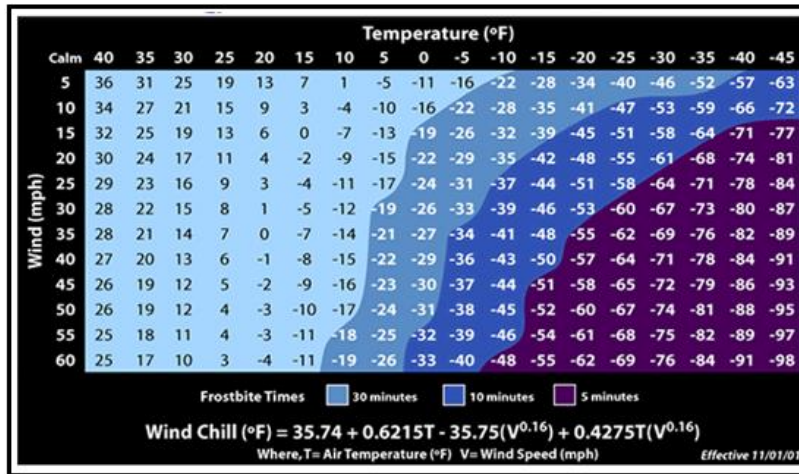 Temperature (ºF)
Calm 40 35 30 25 20 15 10 5 0 -5 -10 -15 -20 -25 -30 -35 -40 -45
5 36 31 25 19 13 7 1 -5 -11 -16 -22 -28 -34 -40 -46 -52 -57 -63
10 34 27 21 15 9 3 -4 -10 -16 -22 -28 -35 -41 -47 -53 -59 -66 -72
15 32 25 19 13 6 0 -7 -13 -19 -26 -32 -39 -45 -51 -58 -64 -71 -77
20 30 24 17 11 4 -2 -9 -15 -22 -29 -35 -42 -48 -55 -61 -68 -74 -81
25 29 23 16 9 3 -4 -11 -17 -24 -31 -37 -44 -51 -58 -64 -71 -78 -84
30 28 22 15 8 1 -5 -12 -19 -26 -33 -39 -46 -53 -60 -67 -73 -80 -87
35 28 21 14 7 0 -7 -14 -21 -27 -34 -41 -48 -55 -62 -69 -76 -82 -89
40 27 20 13 6 -1 -8 -15 -22 -29 -36 -43 -50 -57 -64 -71 -78 -84 -91
45 26 19 12 5 -2 -9 -16 -23 -30 -37 -44 -51 -58 -65 -72 -79 -86 -93
50 26 19 12 4 -3 -10 -17 -24 -31 -38 -45 -52 -60 -67 -74 -81 -88 -95
55 25 18 11 4 -3 -11 -18 -25 -32 -39 -46 -54 -61 -68 -75 -82 -89 -97
60 25 17 10 3 -4 -11 -19 -26 -33 -40 -48 -55 -62 -69 -76 -84 -91 -98
Wind (mph)
Frostbite Times 30 minutes 10 minutes 5 minutes
Wind Chill (ºF) = 35.74 + 0.6215T - 35.75(V0.16) + 0.4275T(V0.16)
Where, T= Air Temperature (ºF) V= Wind Speed (mph) Effective 11/01/01